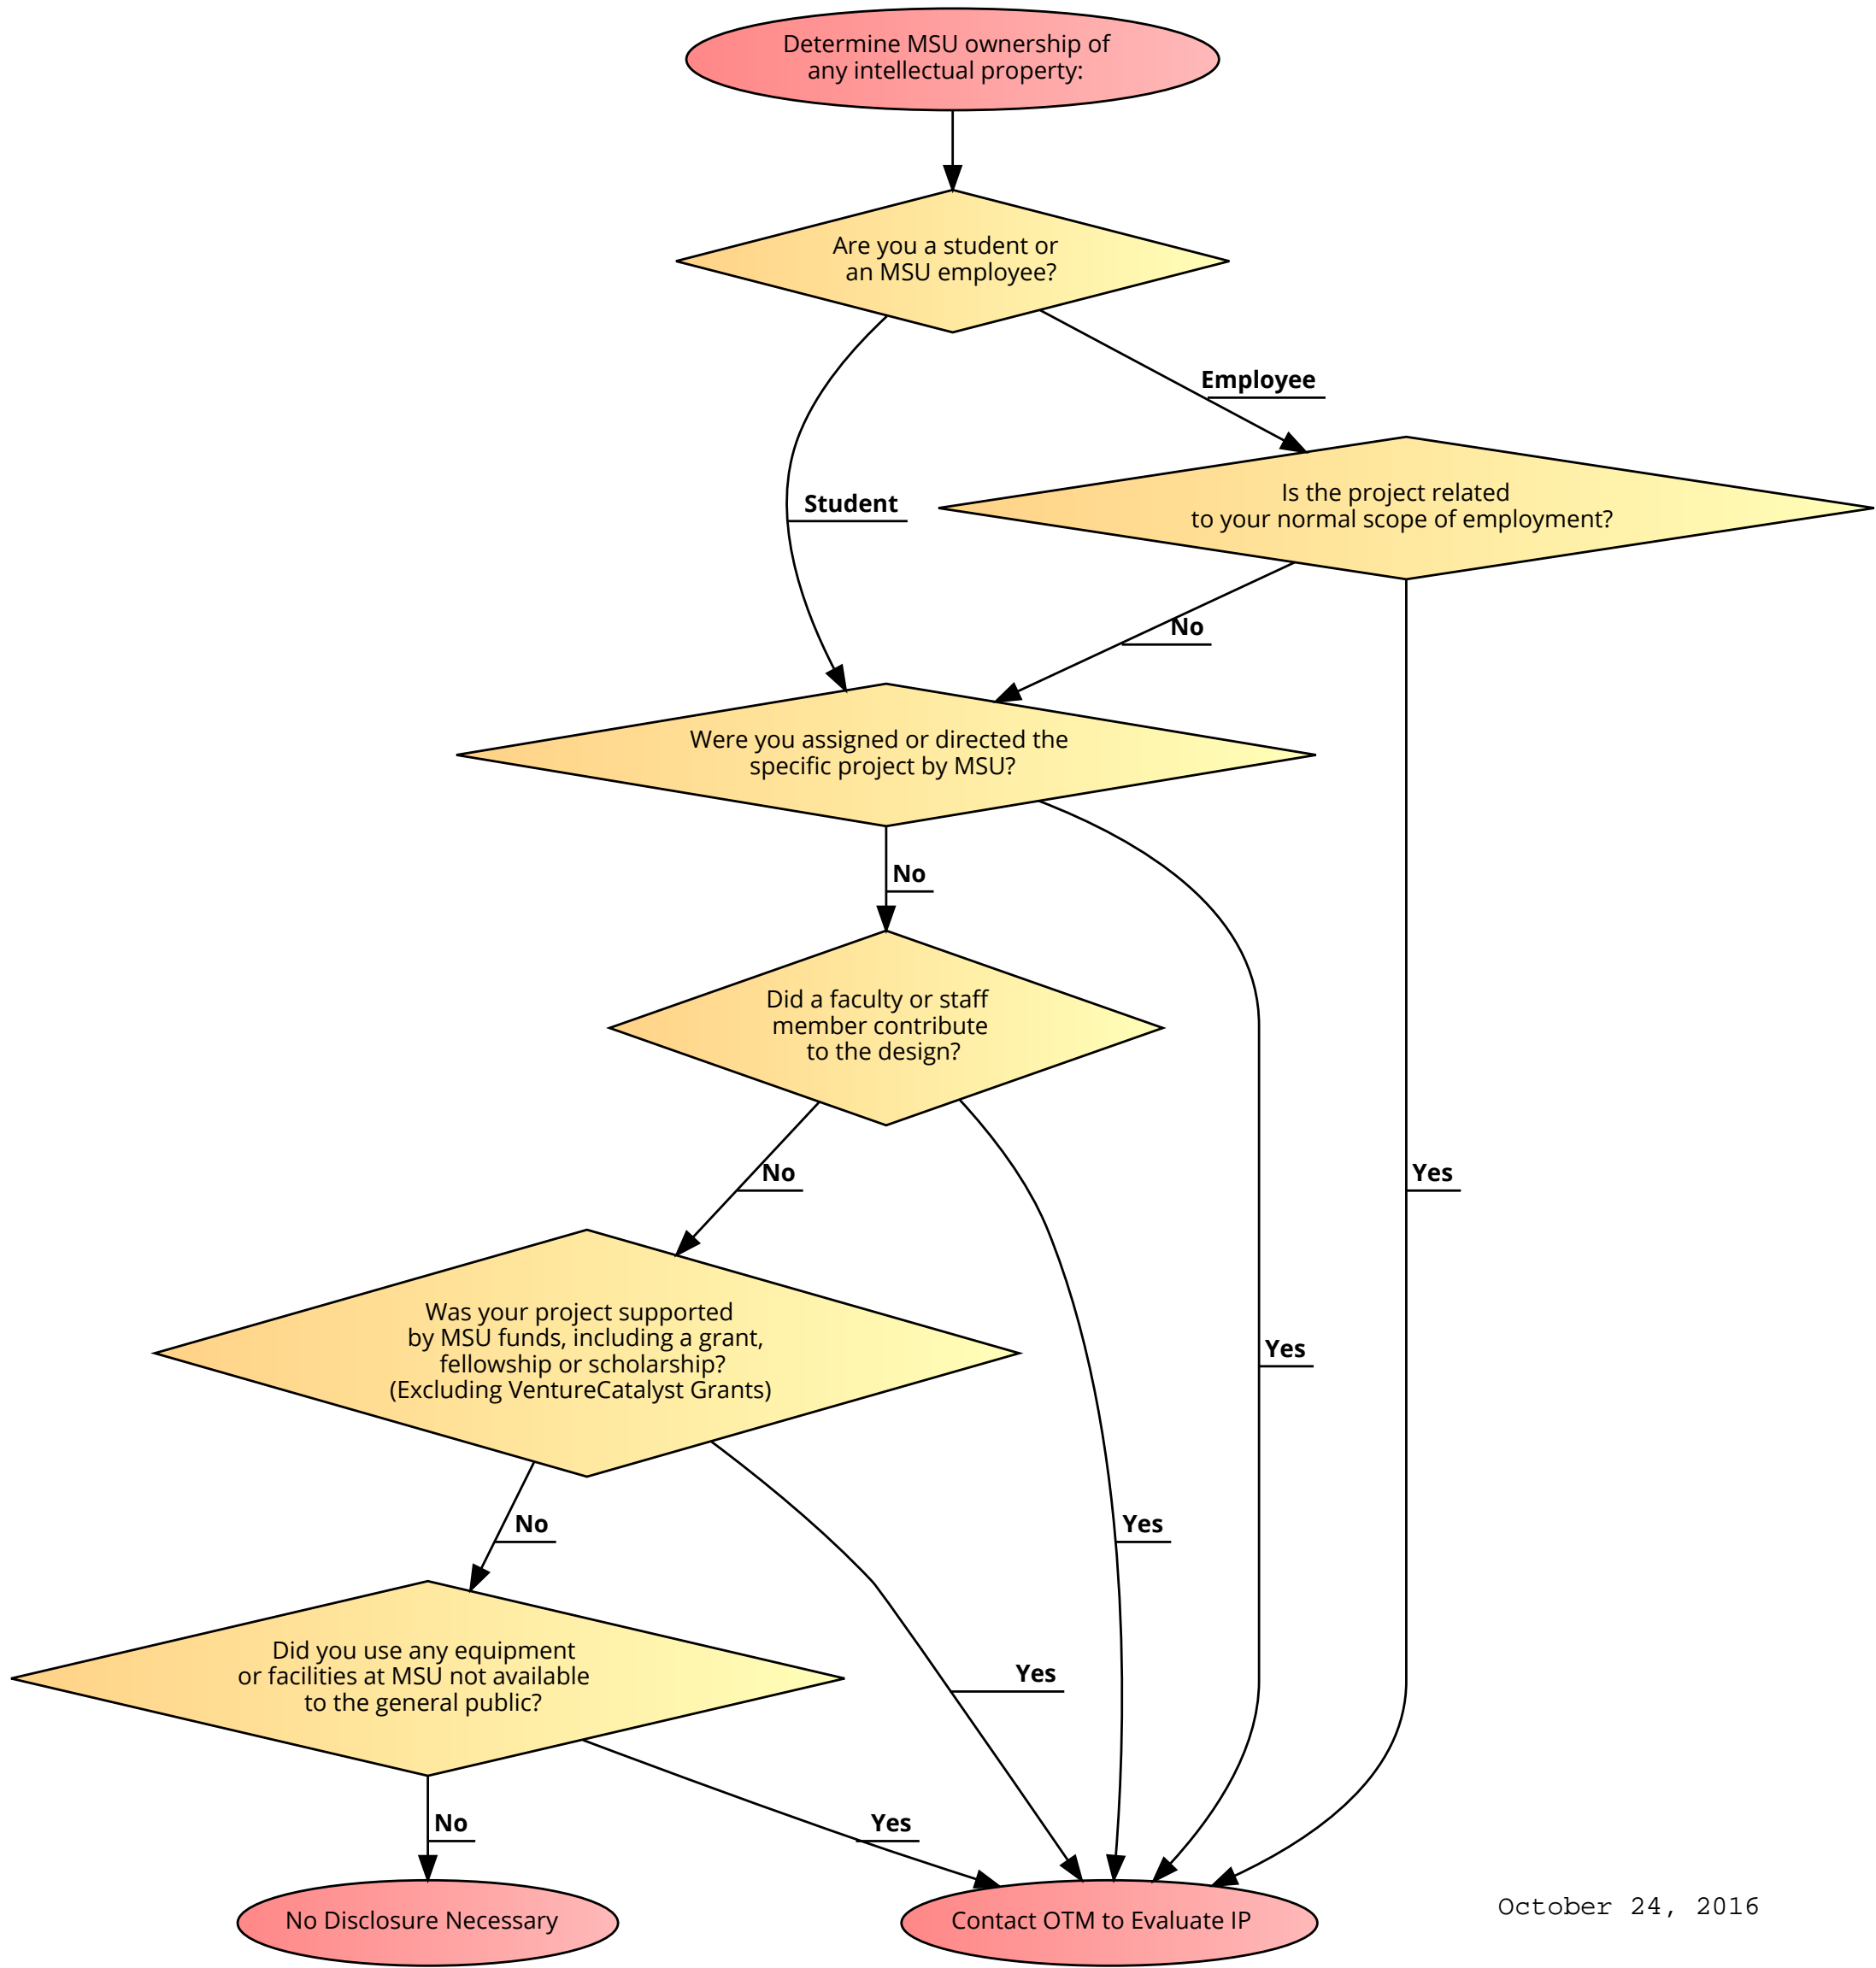 Determine MSU ownership of
any intellectual property:
Are you a student or
an MSU employee?
Employee
Is the project related
to your normal scope of employment?
Student
No
Were you assigned or directed the
specific project by MSU?
No
Did a faculty or staff
member contribute
to the design?
No
Yes
Was your project supported
by MSU funds, including a grant,
fellowship or scholarship?
(Excluding VentureCatalyst Grants)
Yes
No
Yes
Did you use any equipment
or facilities at MSU not available
to the general public?
Yes
No
Yes
No Disclosure Necessary
Contact OTM to Evaluate IP
October 24, 2016